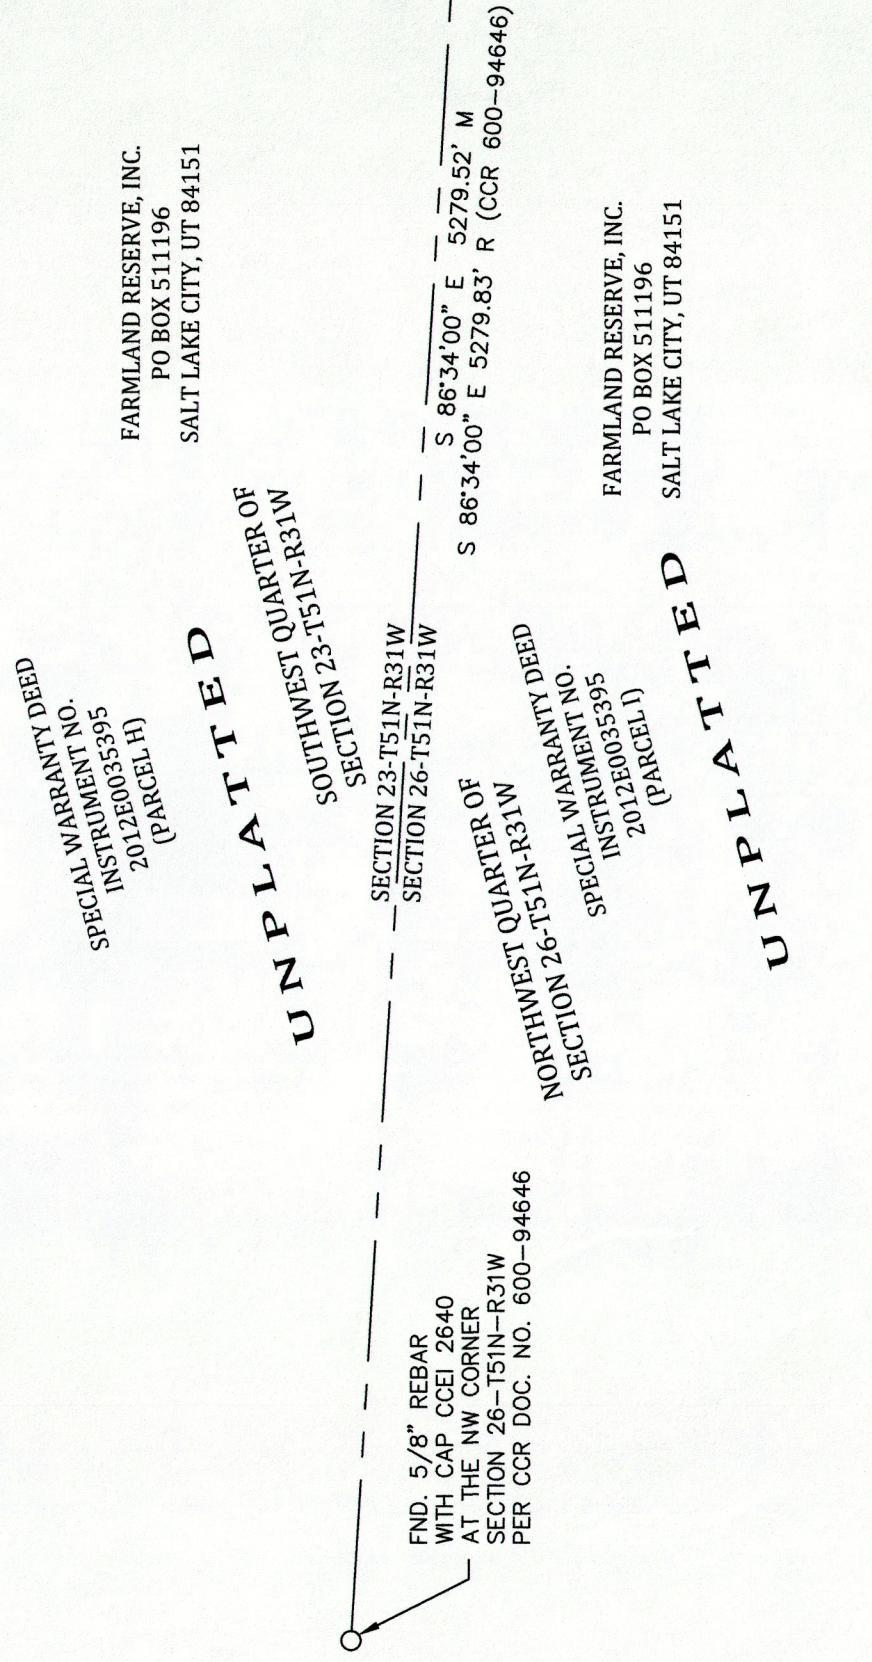 SPECIAL WARRANTY DEED
INSTRUMENT NO.
2012E0035395
(PARCEL H)
FARMLAND RESERVE, INC.
PO BOX 511196
SALT LAKE CITY, UT 84151
UNPLATTED
SOUTHWEST QUARTER OF
SECTION 23-T51N-R31W
SECTION 23-T51N-R31W
SECTION 26-T51N-R31W
S 86°34'00" E 5279.52' M
S 86°34'00" E 5279.83' R (CCR 600-94646)
FND. 5/8" REBAR
WITH CAP CCEI 2640
AT THE NW CORNER
SECTION 26-T51N-R31W
PER CCR DOC. NO. 600-94646
NORTHWEST QUARTER OF
SECTION 26-T51N-R31W
SPECIAL WARRANTY DEED
INSTRUMENT NO.
2012E0035395
(PARCEL I)
FARMLAND RESERVE, INC.
PO BOX 511196
SALT LAKE CITY, UT 84151
UNPLATTED